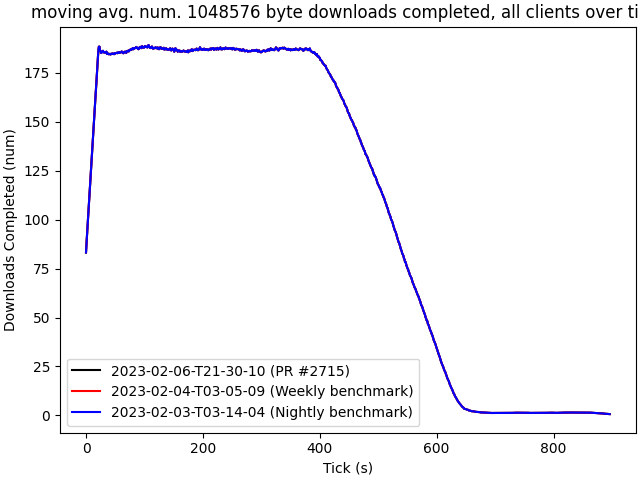 moving avg. num. 1048576 byte downloads completed, all clients over ti
Downloads Completed (num)
175
150
125
100
75
50
25
0
2023-02-06-T21-30-10 (PR #2715)
2023-02-04-T03-05-09 (Weekly benchmark)
2023-02-03-T03-14-04 (Nightly benchmark)
0 200 400 600 800
Tick (s)